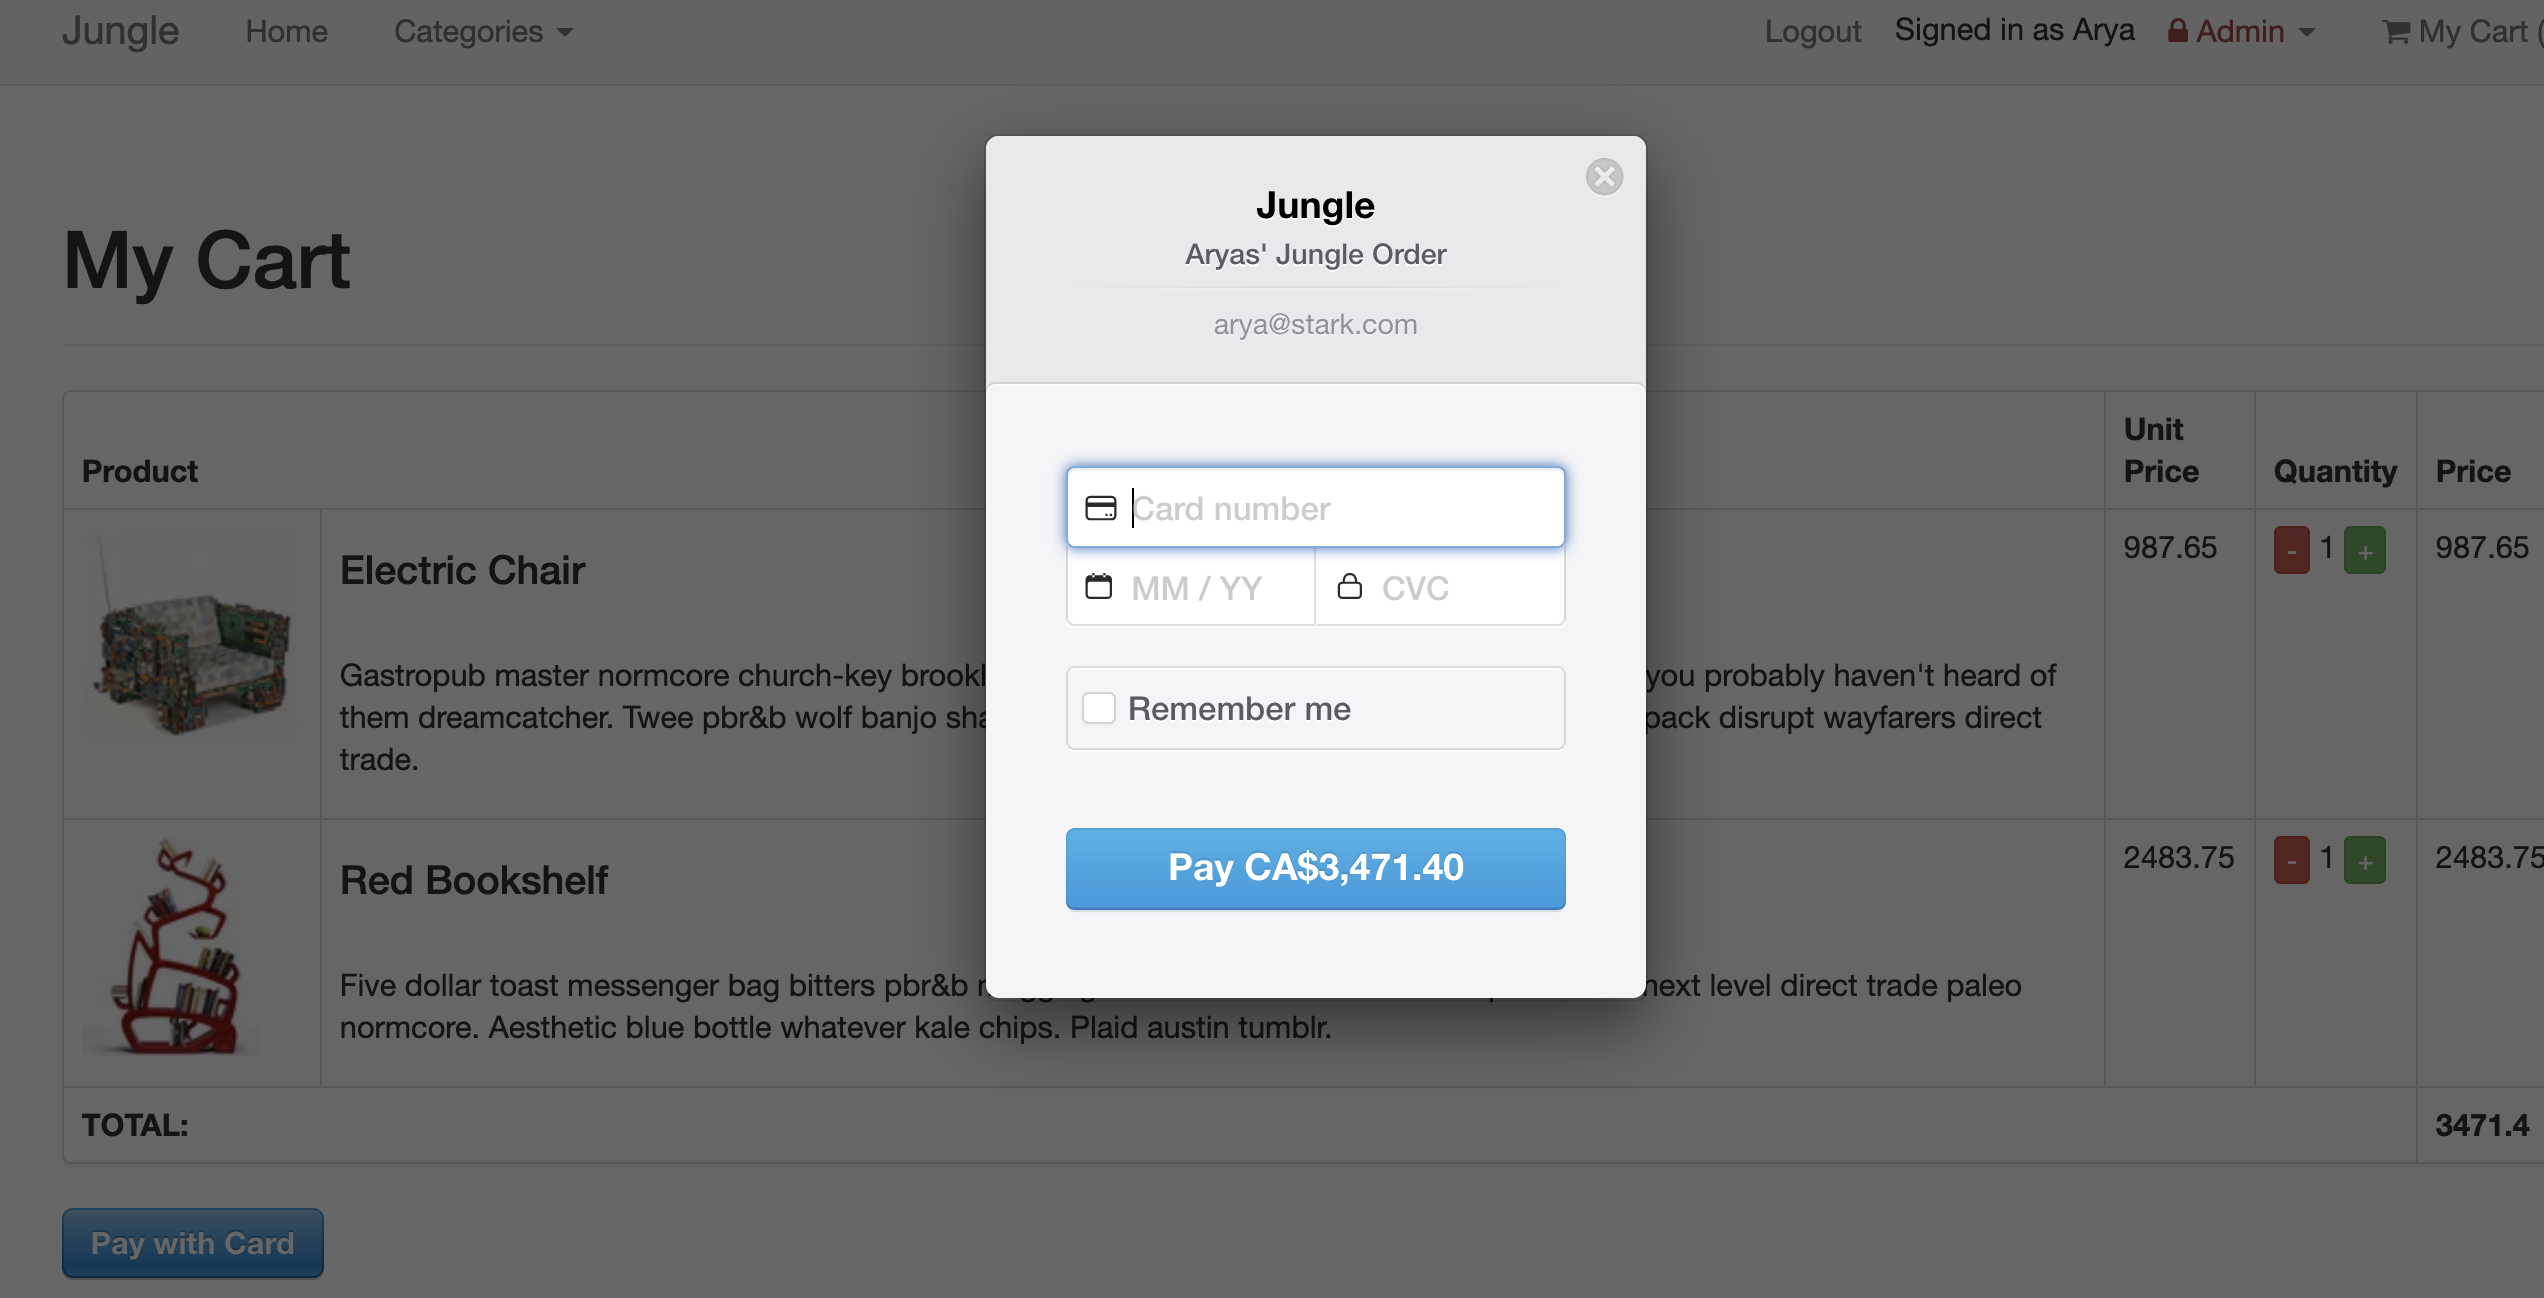 Jungle Home Categories Logout Signed in as Arya Admin My Cart (
My Cart
Jungle
Aryas' Jungle Order
arya@stark.com
Card number
MM / YY CVC
Remember me
Pay CA$3,471.40
Product Unit Price Quantity Price
Electric Chair 987.65 - 1 + 987.65
Gastropub master normcore church-key you probably haven't heard of
them dreamcatcher. Twee pbr&b wolf banjo pack disrupt wayfarers direct
trade.
Red Bookshelf 2483.75 - 1 + 2483.75
Five dollar toast messenger bag bitters pbr&b next level direct trade paleo
normcore. Aesthetic blue bottle whatever kale chips. Plaid austin tumblr.
TOTAL: 3471.4
Pay with Card